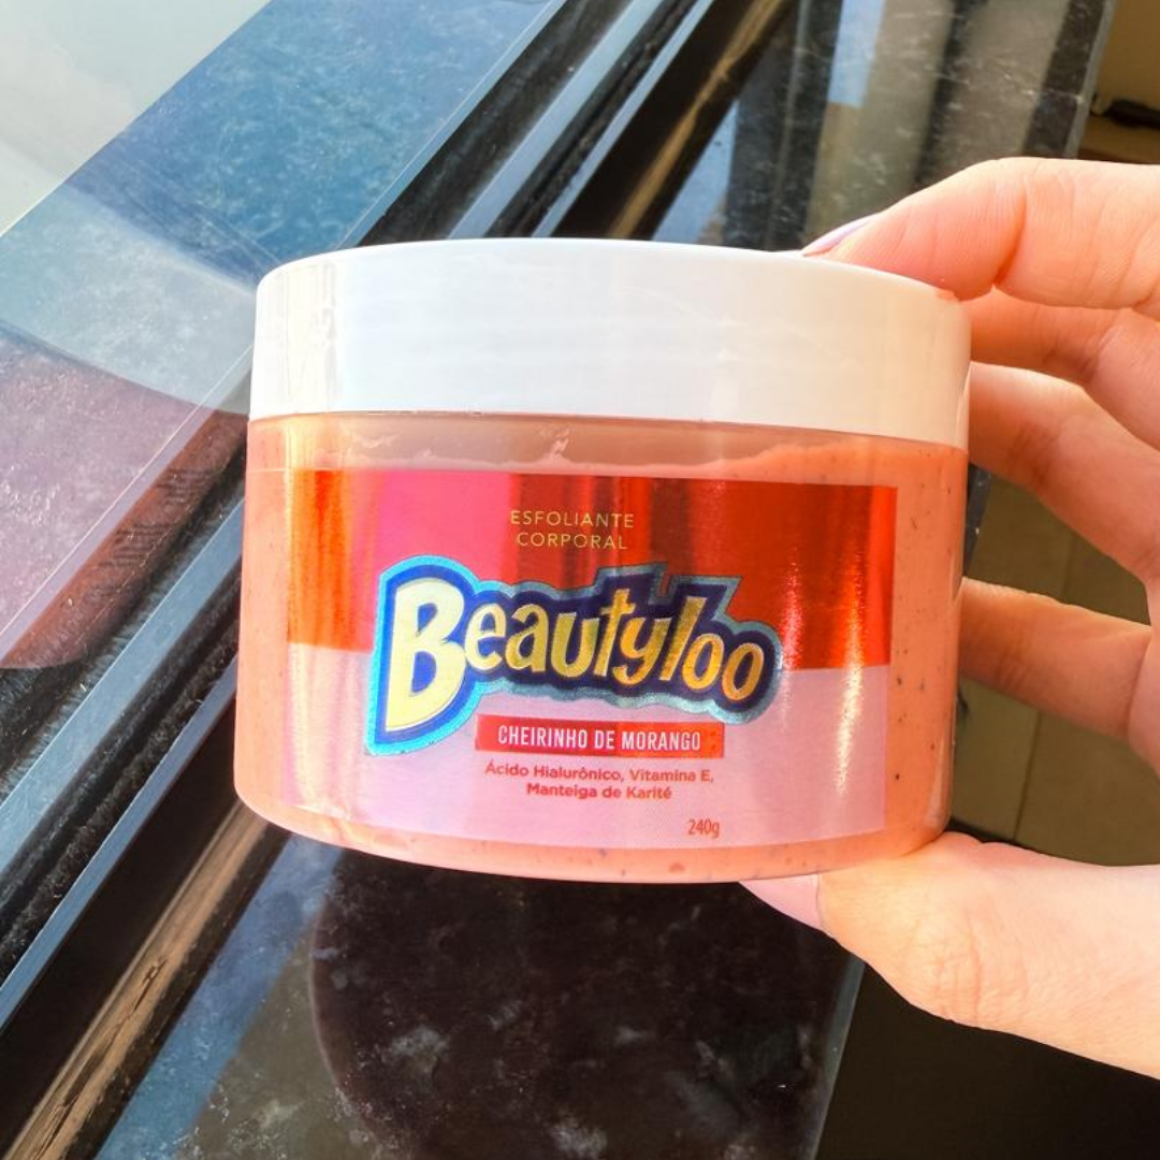 ESFOLIANTE
CORPORAL
Beautyloo
CHEIRINHO DE MORANGO
Ácido Hialurônico, Vitamina E,
Manteiga de Karité
240g